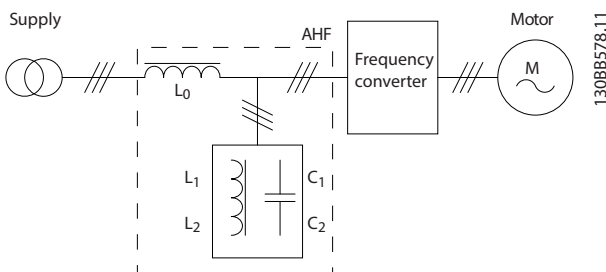 Supply
AHF
Motor
130BB578.11
Frequency
converter
M
L0
L1
C1
L2
C2